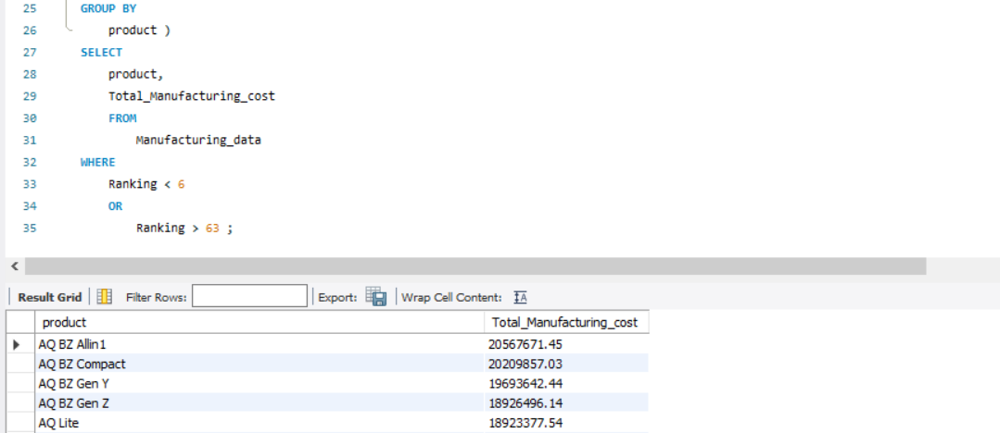 25 GROUP BY
26 product )
27 SELECT
28 product,
29 Total_Manufacturing_cost
30 FROM
31 Manufacturing_data
32 WHERE
33 Ranking < 6
34 OR
35 Ranking > 63 ;
Result Grid Filter Rows: Export: Wrap Cell Content: IA
product Total_Manufacturing_cost
AQ BZ Allin1 20567671.45
AQ BZ Compact 20209857.03
AQ BZ Gen Y 19693642.44
AQ BZ Gen Z 18926496.14
AQ Lite 18923377.54